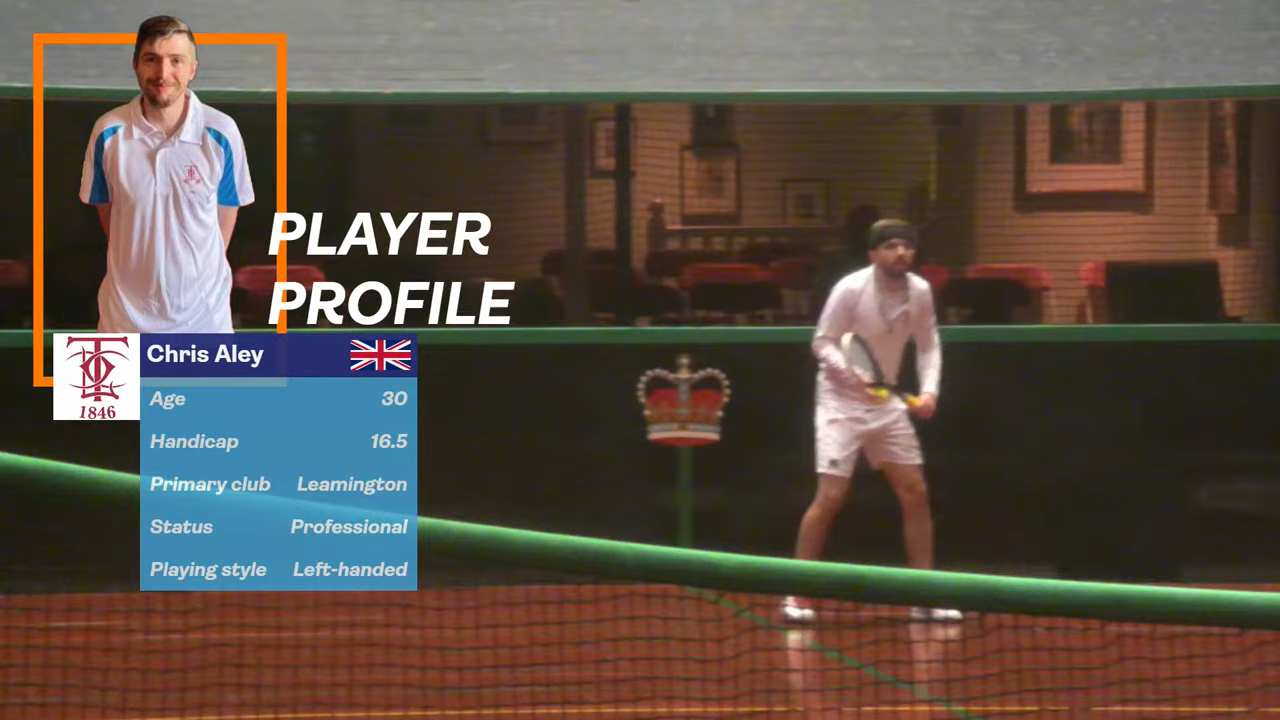 PLAYER
PROFILE
Chris Aley
1846
Age 30
Handicap 16.5
Primary club Leamington
Status Professional
Playing style Left-handed